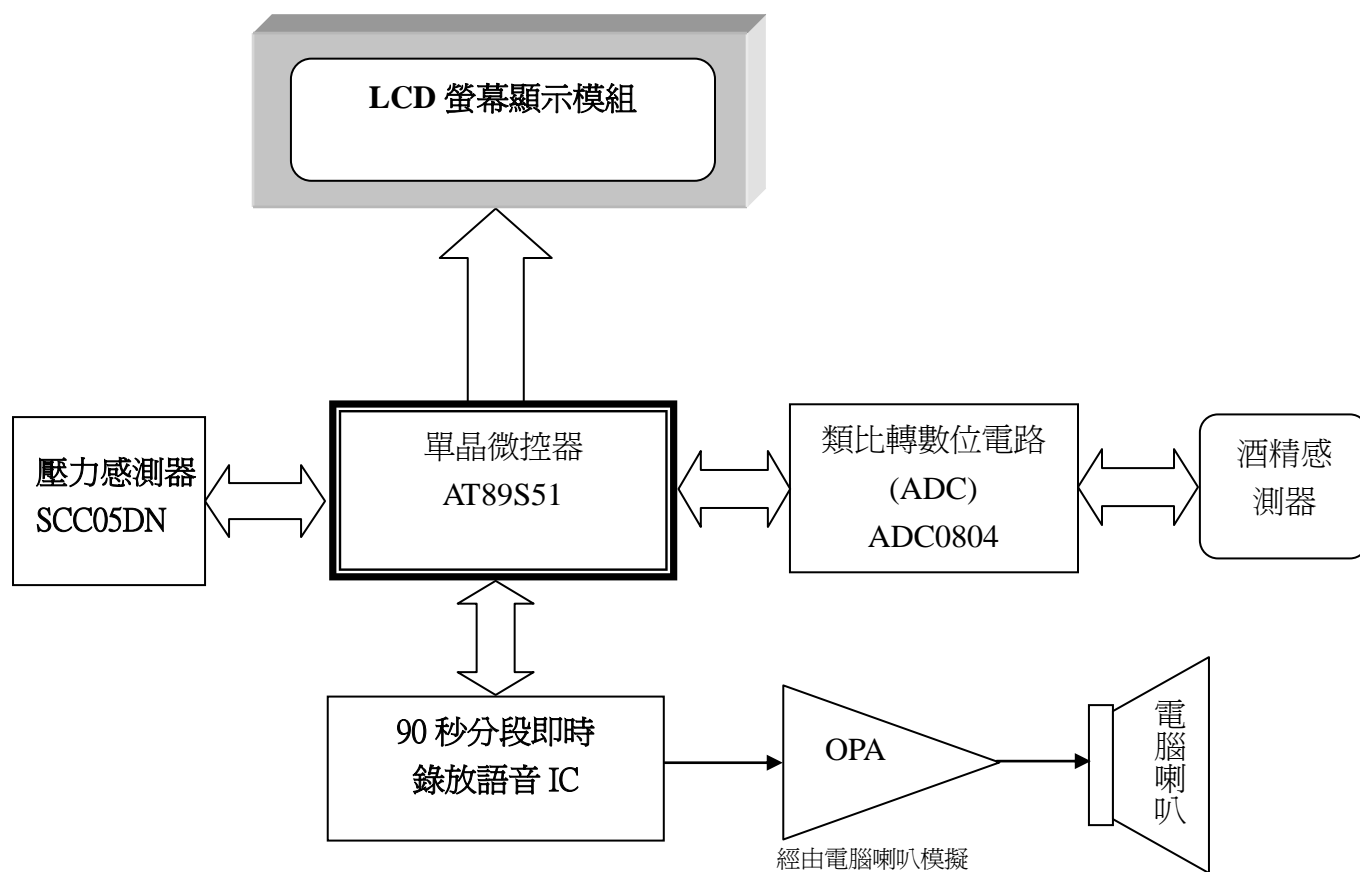 LCD 螢幕顯示模組
壓力感測器
SCC05DN
單晶微控器
AT89S51
類比轉數位電路
(ADC)
ADC0804
酒精感
測器
90 秒分段即時
錄放語音 IC
OPA
經由電腦喇叭模擬
電腦喇叭